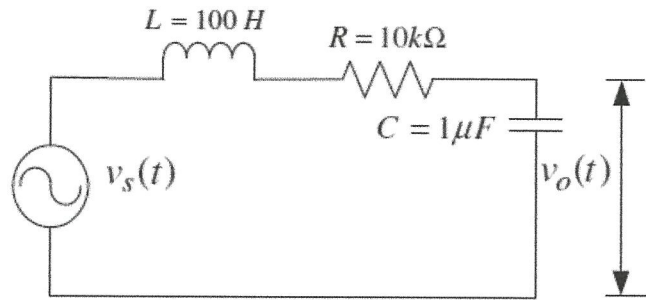 L = 100 H
R = 10kΩ
C = 1μF
v_s(t)
v_o(t)